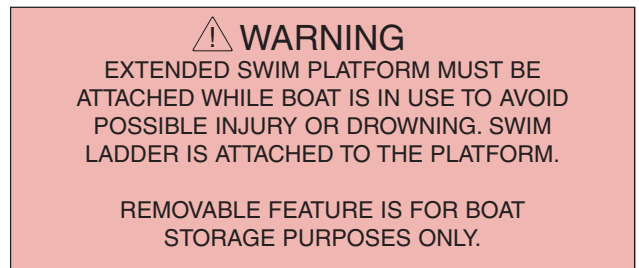 ⚠ WARNING
EXTENDED SWIM PLATFORM MUST BE
ATTACHED WHILE BOAT IS IN USE TO AVOID
POSSIBLE INJURY OR DROWNING. SWIM
LADDER IS ATTACHED TO THE PLATFORM.
REMOVABLE FEATURE IS FOR BOAT
STORAGE PURPOSES ONLY.